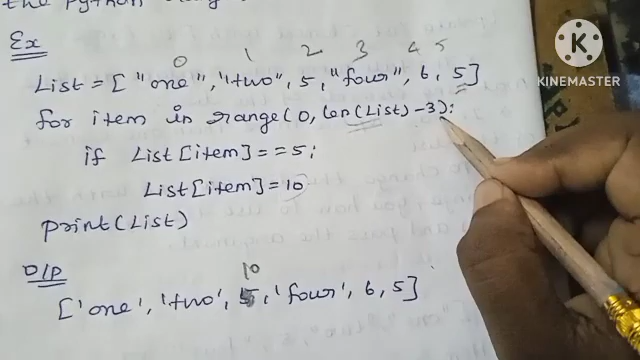 the Python
Ex
0 1 2 3 4 5
List = [ "one", "two", 5, "four", 6, 5 ]
for item in range(0, len(List) - 3):
if List[item] == 5:
List[item] = 10
print(List)
O/P
10
['one', 'two', 5, 'four', 6, 5]
K
KINEMASTER